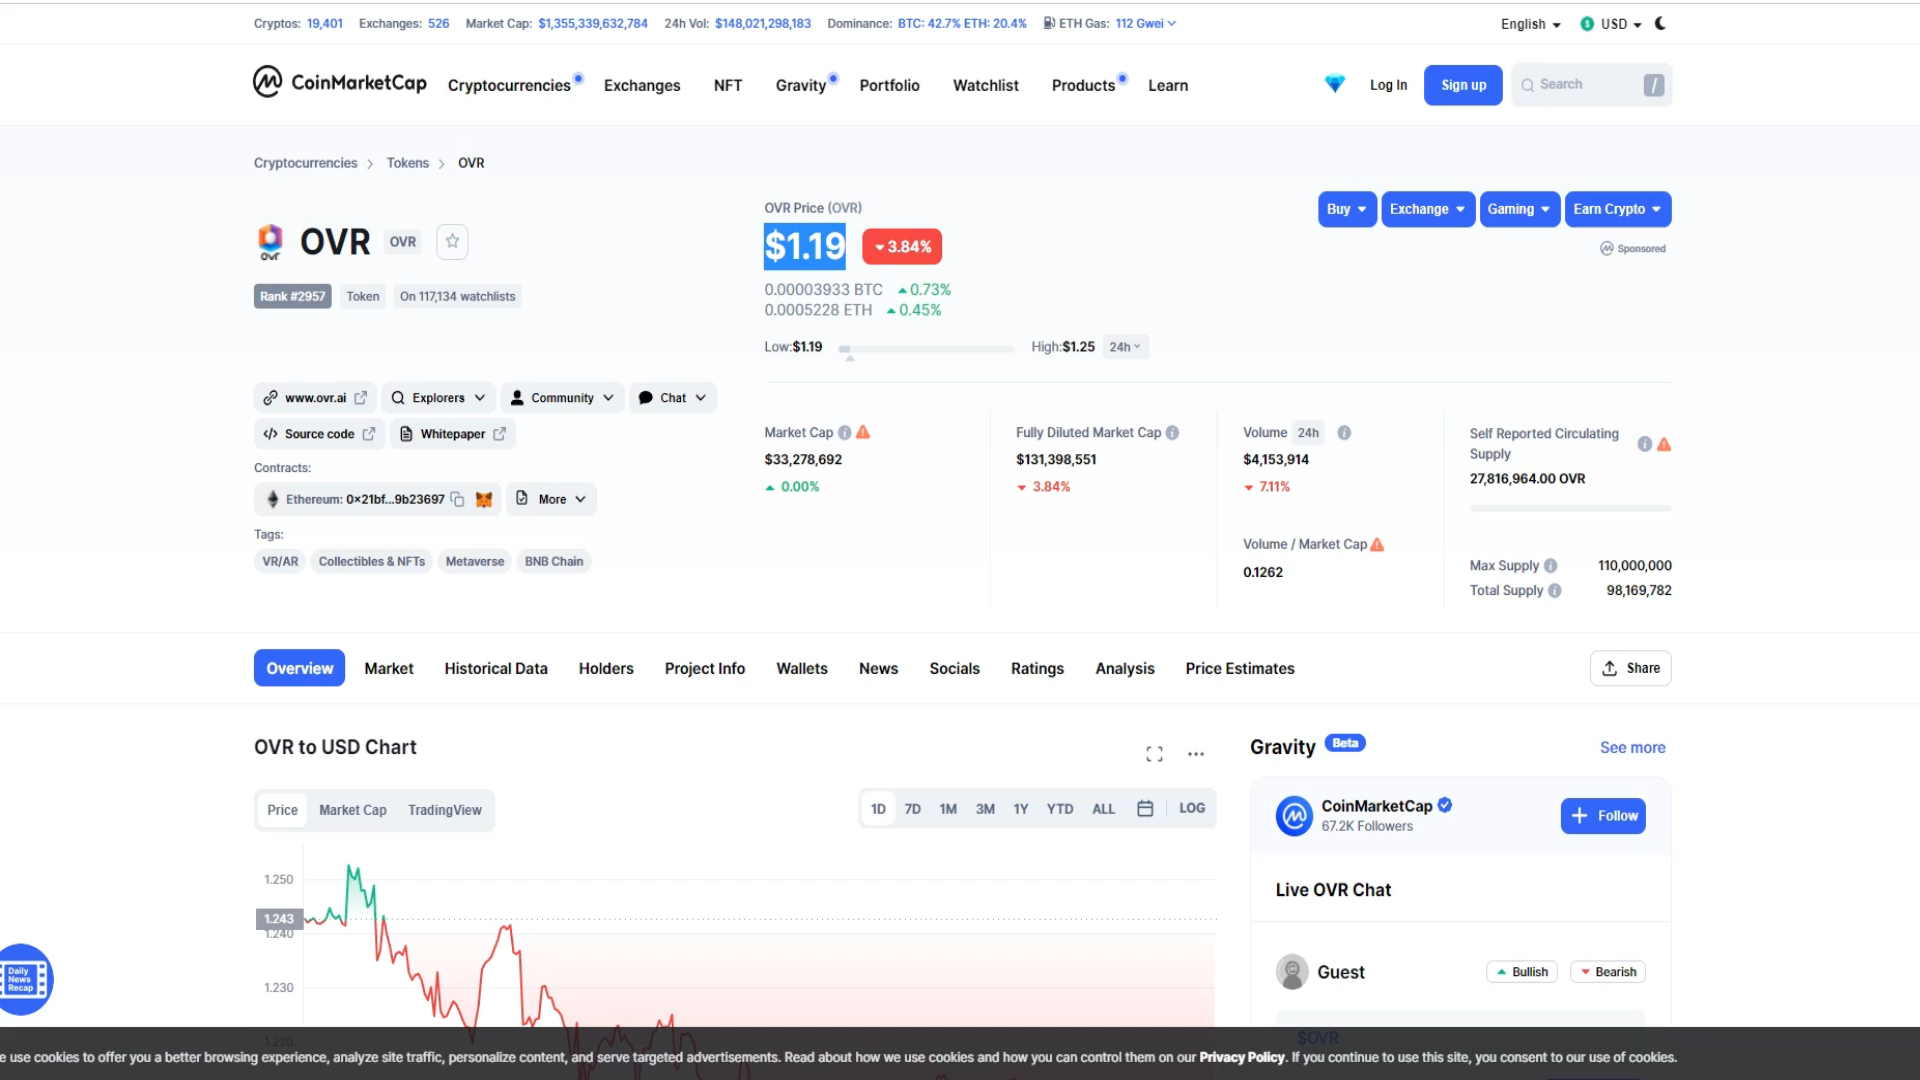 Cryptos: 19,401 Exchanges: 526 Market Cap: $1,355,339,632,784 24h Vol: $148,021,298,183 Dominance: BTC: 42.7% ETH: 20.4% ETH Gas: 112 Gwei English USD
CoinMarketCap Cryptocurrencies Exchanges NFT Gravity Portfolio Watchlist Products Learn Log In Sign up Search /
Cryptocurrencies > Tokens > OVR
OVR Price (OVR)
Buy Exchange Gaming Earn Crypto
ovr OVR OVR $1.19 3.84%
Sponsored
0.00003933 BTC 0.73%
Rank #2957 Token On 117,134 watchlists
0.0005228 ETH 0.45%
Low:$1.19 High:$1.25 24h
www.ovr.ai Explorers Community Chat
Source code Whitepaper
Contracts:
Ethereum: 0x21bf...9b23697 More
Tags:
VR/AR Collectibles & NFTs Metaverse BNB Chain
Market Cap
$33,278,692
0.00%
Fully Diluted Market Cap
$131,398,551
3.84%
Volume 24h
$4,153,914
7.11%
Volume / Market Cap
0.1262
Self Reported Circulating
Supply
27,816,964.00 OVR
Max Supply 110,000,000
Total Supply 98,169,782
Overview Market Historical Data Holders Project Info Wallets News Socials Ratings Analysis Price Estimates Share
OVR to USD Chart
Price Market Cap TradingView 1D 7D 1M 3M 1Y YTD ALL LOG
1.250
1.243
1.240
1.230
1.220
Gravity Beta See more
CoinMarketCap
67.2K Followers
Follow
Live OVR Chat
Guest Bullish Bearish
$OVR
Daily
News
Recap
e use cookies to offer you a better browsing experience, analyze site traffic, personalize content, and serve targeted advertisements. Read about how we use cookies and how you can control them on our Privacy Policy. If you continue to use this site, you consent to our use of cookies.